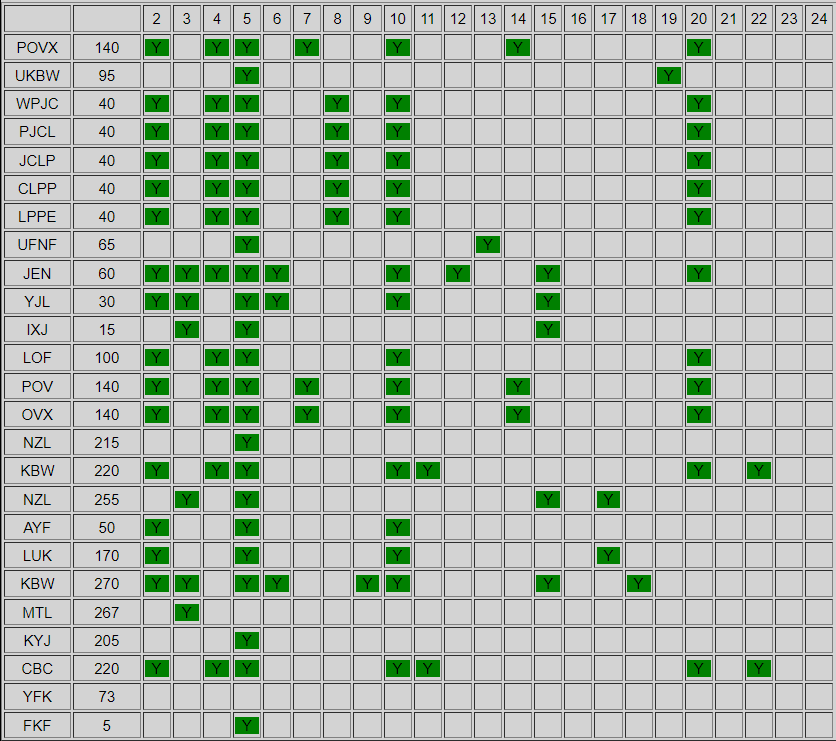 2 3 4 5 6 7 8 9 10 11 12 13 14 15 16 17 18 19 20 21 22 23 24
POVX 140 Y Y Y Y Y Y Y
UKBW 95 Y Y
WPJC 40 Y Y Y Y Y Y
PJCL 40 Y Y Y Y Y Y
JCLP 40 Y Y Y Y Y Y
CLPP 40 Y Y Y Y Y Y
LPPE 40 Y Y Y Y Y Y
UFNF 65 Y Y
JEN 60 Y Y Y Y Y Y Y Y Y
YJL 30 Y Y Y Y Y Y
IXJ 15 Y Y Y
LOF 100 Y Y Y Y Y
POV 140 Y Y Y Y Y Y Y
OVX 140 Y Y Y Y Y Y Y
NZL 215 Y
KBW 220 Y Y Y Y Y Y Y
NZL 255 Y Y Y Y
AYF 50 Y Y Y
LUK 170 Y Y Y Y
KBW 270 Y Y Y Y Y Y Y Y
MTL 267 Y
KYJ 205 Y
CBC 220 Y Y Y Y Y Y Y
YFK 73
FKF 5 Y